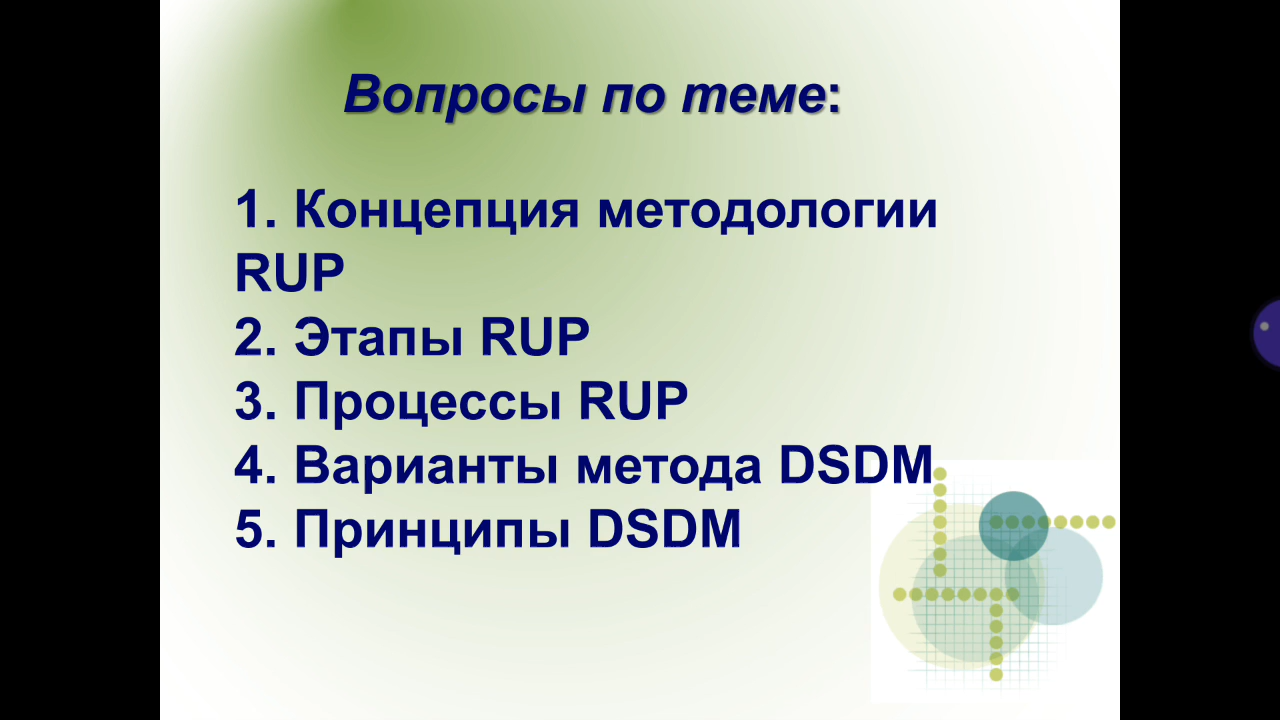 Вопросы по теме:
1. Концепция методологии
RUP
2. Этапы RUP
3. Процессы RUP
4. Варианты метода DSDM
5. Принципы DSDM